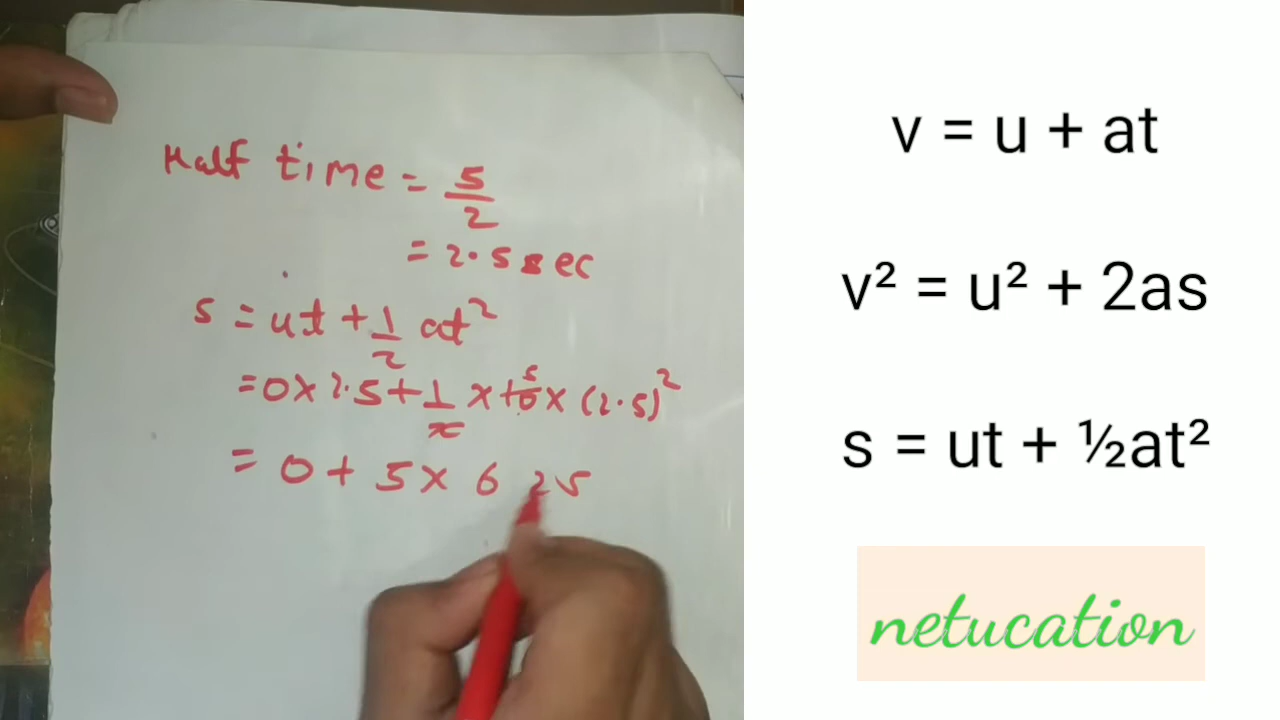 Half time = 5/2
= 2.5 sec
s = ut + 1/2 at²
= 0 × 2.5 + 1/2 × 10 5 × (2.5)²
= 0 + 5 × 6 25
v = u + at
v² = u² + 2as
s = ut + ½at²
netucation